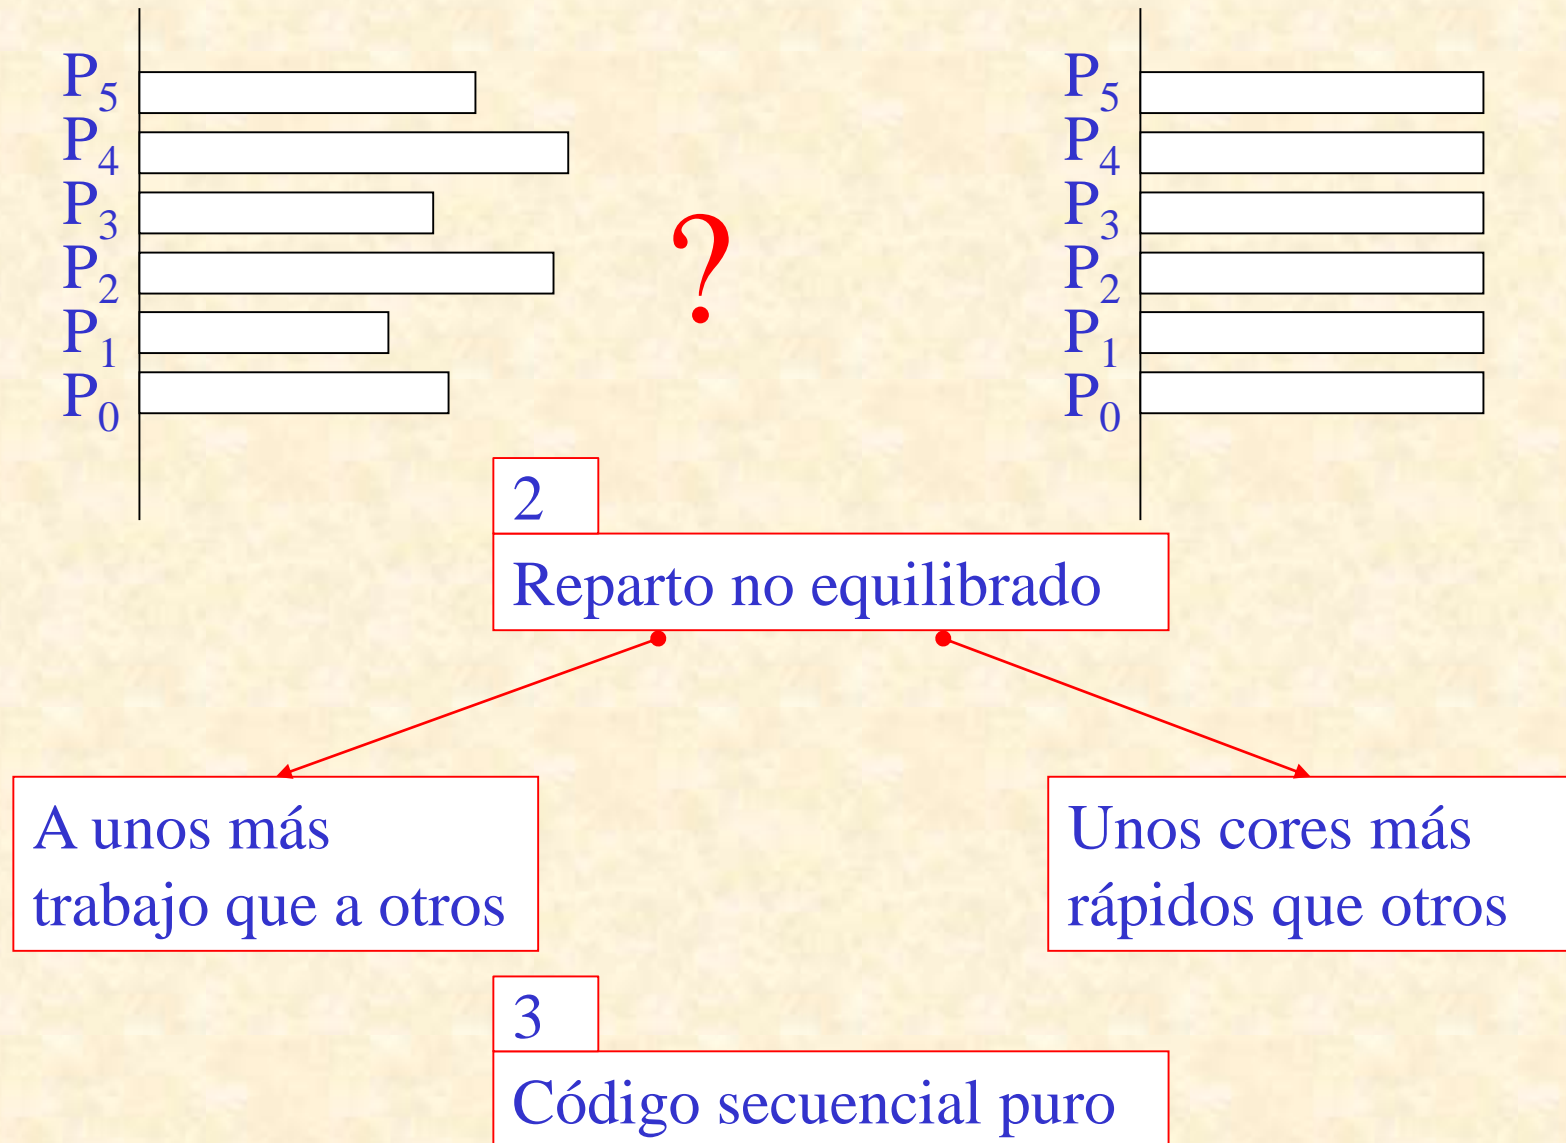 P5
P4
P3
P2
P1
P0
?
P5
P4
P3
P2
P1
P0
2
Reparto no equilibrado
A unos más
trabajo que a otros
Unos cores más
rápidos que otros
3
Código secuencial puro